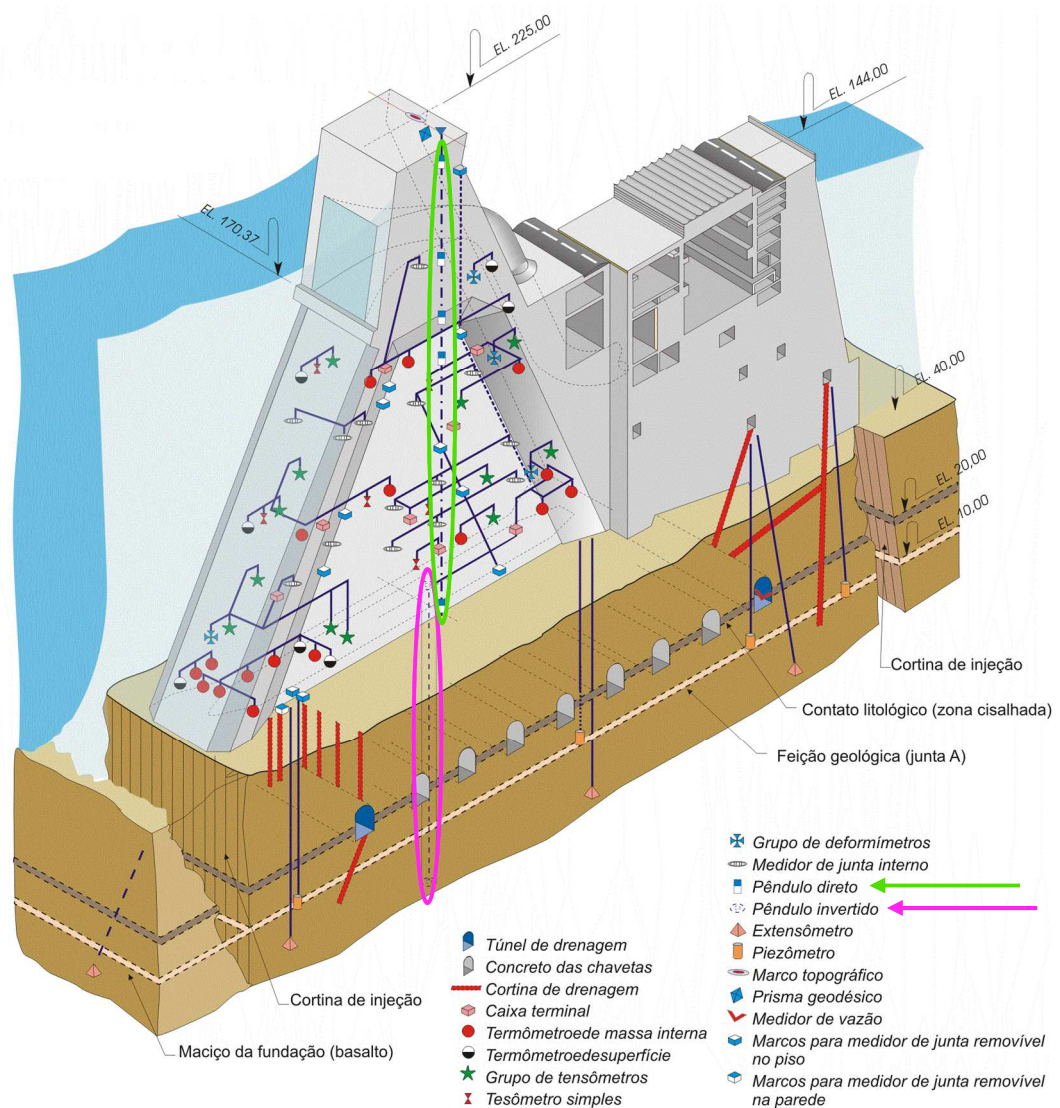 EL. 225,00
EL. 144,00
EL. 170,37
EL. 40,00
EL. 20,00
EL. 10,00
Cortina de injeção
Contato litológico (zona cisalhada)
Feição geológica (junta A)
Cortina de injeção
Maciço da fundação (basalto)
Túnel de drenagem
Concreto das chavetas
Cortina de drenagem
Caixa terminal
Termômetroede massa interna
Termômetroedesuperfície
Grupo de tensômetros
Tesômetro simples
Grupo de deformímetros
Medidor de junta interno
Pêndulo direto
Pêndulo invertido
Extensômetro
Piezômetro
Marco topográfico
Prisma geodésico
Medidor de vazão
Marcos para medidor de junta removível
no piso
Marcos para medidor de junta removível
na parede